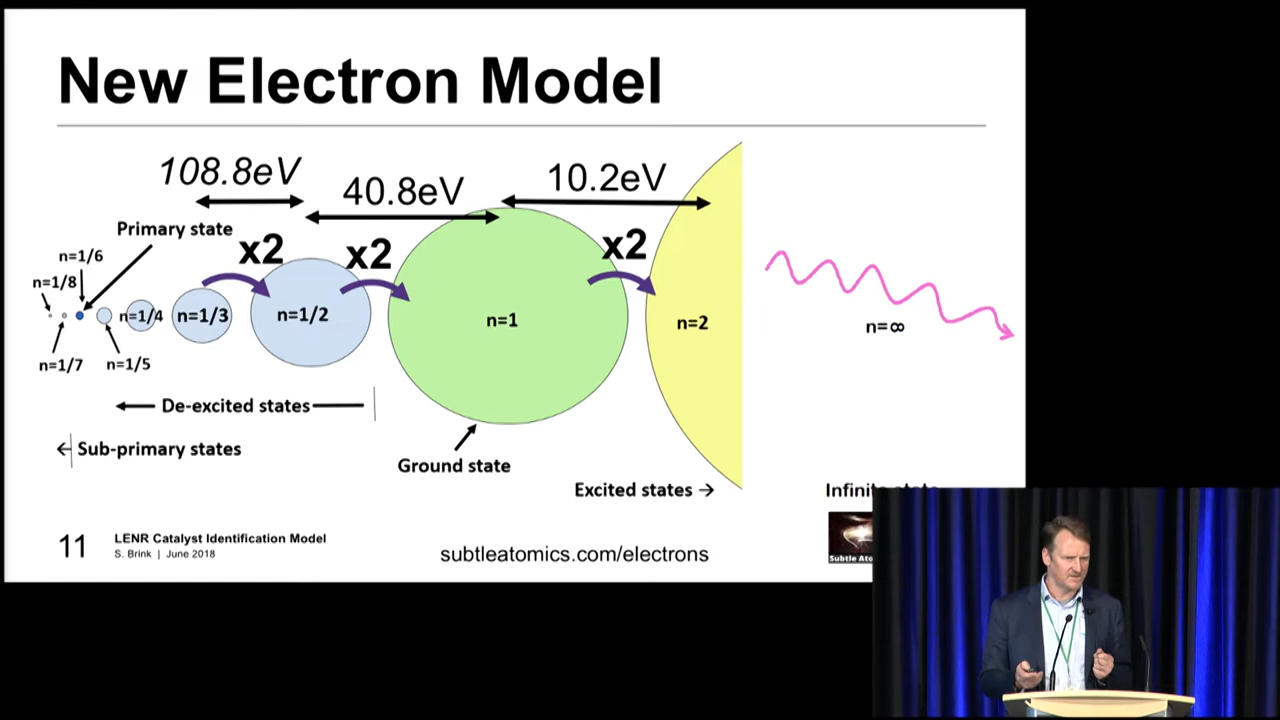 New Electron Model
108.8eV
40.8eV
10.2eV
Primary state
x2
x2
x2
n=1/6
n=1/8
n=1/4
n=1/3
n=1/2
n=1
n=2
n=∞
n=1/7
n=1/5
De-excited states
Sub-primary states
Ground state
Excited states →
11
LENR Catalyst Identification Model
S. Brink | June 2018
subtleatomics.com/electrons